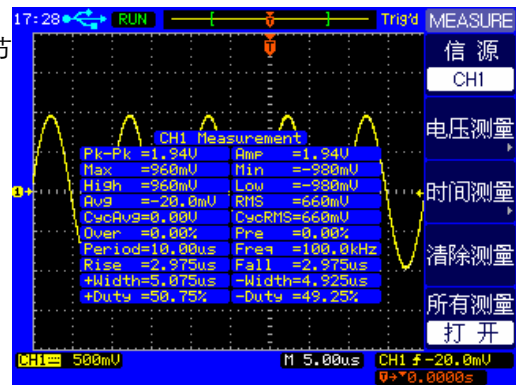 17:28 RUN Trig'd MEASURE
节
信 源
CH1
电压测量
CH1 Measurement
Pk-Pk =1.94V Amp =1.94V
Max =960mV Min =-980mV
High =960mV Low =-980mV
Avg =-20.0mV RMS =660mV
CycAvg=0.00V CycRMS=660mV
Over =0.00% Pre =0.00%
Period=10.00us Freq =100.0kHz
Rise =2.975us Fall =2.975us
+Width=5.075us -Width=4.925us
+Duty =50.75% -Duty =49.25%
时间测量
清除测量
所有测量
打 开
CH1 500mV M 5.00us CH1 -20.0mV
0.0000s